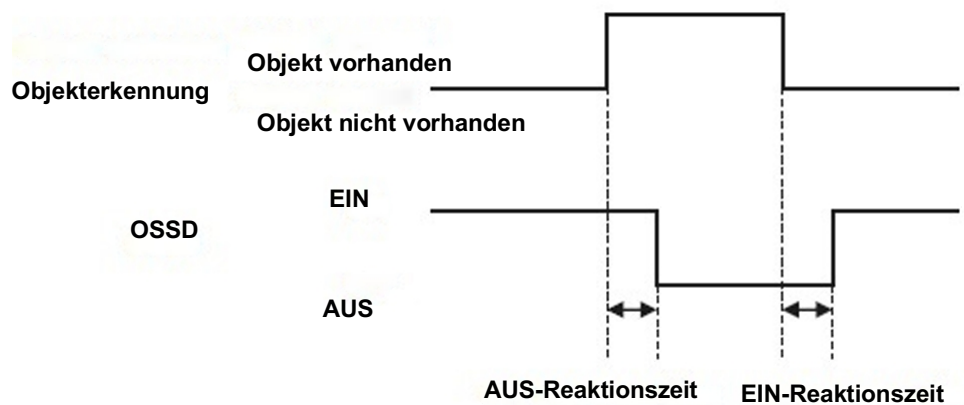 Objekt vorhanden
Objekterkennung
Objekt nicht vorhanden
EIN
OSSD
AUS
AUS-Reaktionszeit
EIN-Reaktionszeit